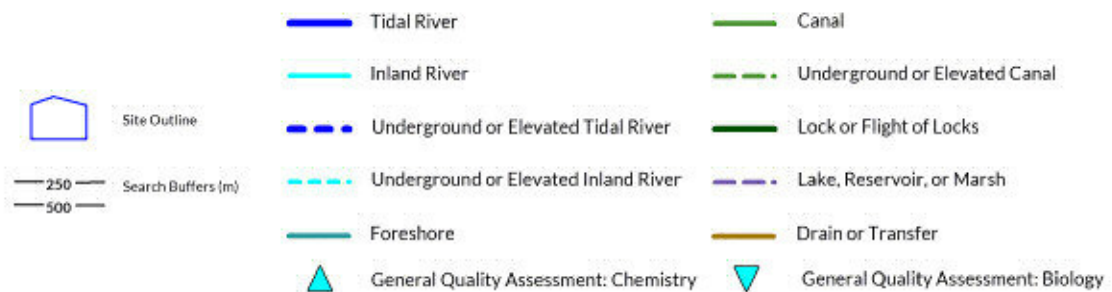 Site Outline
250
Search Buffers (m)
500
Tidal River
Inland River
Underground or Elevated Tidal River
Underground or Elevated Inland River
Foreshore
General Quality Assessment: Chemistry
Canal
Underground or Elevated Canal
Lock or Flight of Locks
Lake, Reservoir, or Marsh
Drain or Transfer
General Quality Assessment: Biology